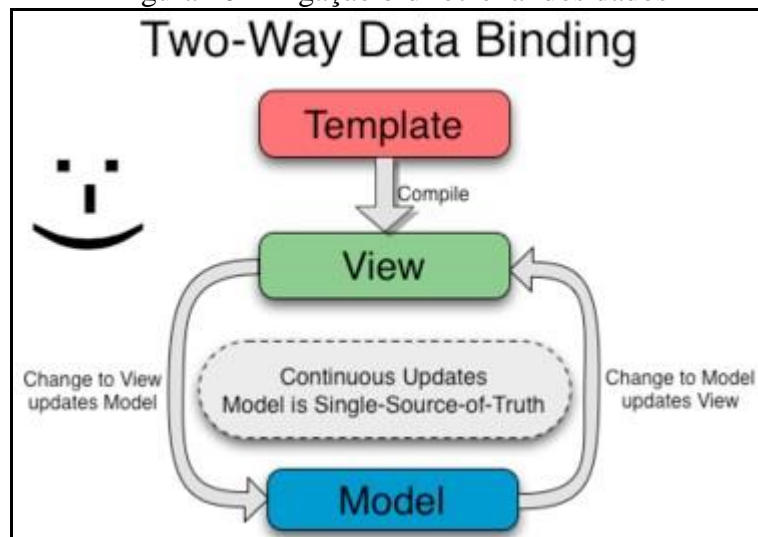 Two-Way Data Binding
Template
Compile
View
Change to View
updates Model
Continuous Updates
Model is Single-Source-of-Truth
Change to Model
updates View
Model